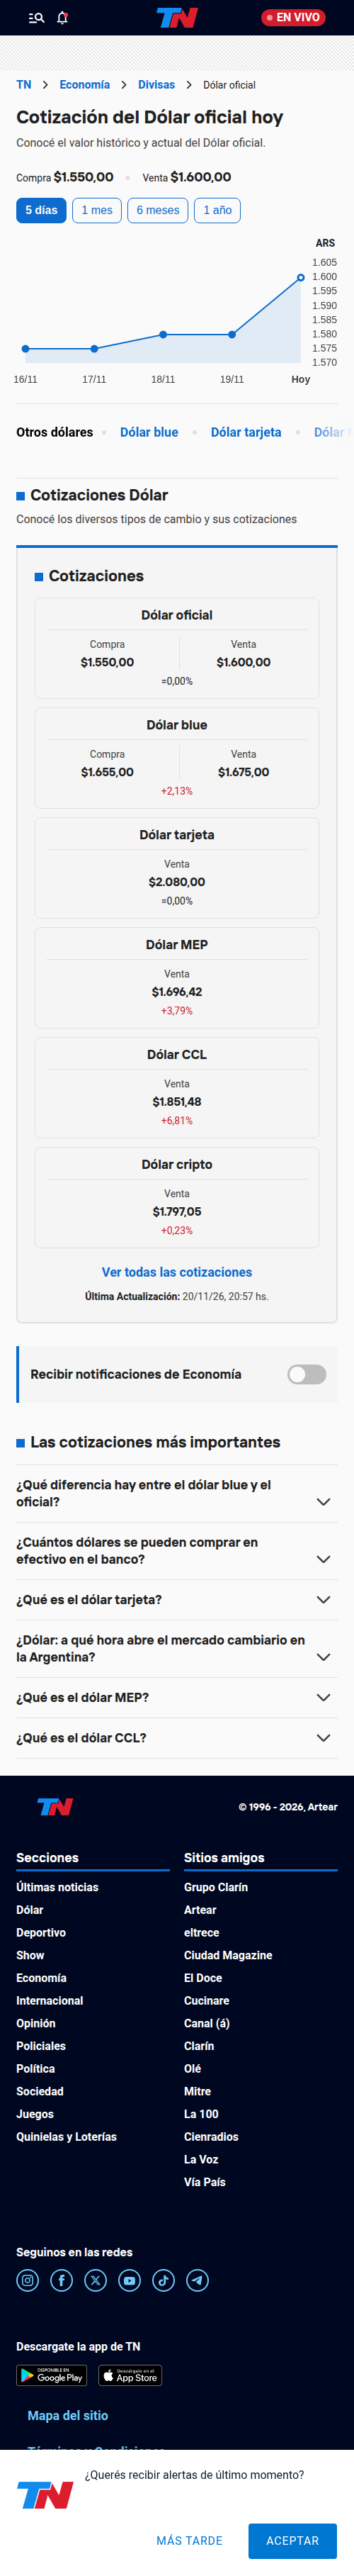 TN
EN VIVO
TN > Economía > Divisas > Dólar oficial
Cotización del Dólar oficial hoy
Conocé el valor histórico y actual del Dólar oficial.
Compra $1.550,00 Venta $1.600,00
5 días 1 mes 6 meses 1 año
ARS
1.605
1.600
1.595
1.590
1.585
1.580
1.575
1.570
16/11 17/11 18/11 19/11 Hoy
Otros dólares Dólar blue Dólar tarjeta Dólar
Cotizaciones Dólar
Conocé los diversos tipos de cambio y sus cotizaciones
Cotizaciones
Dólar oficial
Compra Venta
$1.550,00 $1.600,00
=0,00%
Dólar blue
Compra Venta
$1.655,00 $1.675,00
+2,13%
Dólar tarjeta
Venta
$2.080,00
=0,00%
Dólar MEP
Venta
$1.696,42
+3,79%
Dólar CCL
Venta
$1.851,48
+6,81%
Dólar cripto
Venta
$1.797,05
+0,23%
Ver todas las cotizaciones
Última Actualización: 20/11/26, 20:57 hs.
Recibir notificaciones de Economía
Las cotizaciones más importantes
¿Qué diferencia hay entre el dólar blue y el
oficial?
¿Cuántos dólares se pueden comprar en
efectivo en el banco?
¿Qué es el dólar tarjeta?
¿Dólar: a qué hora abre el mercado cambiario en
la Argentina?
¿Qué es el dólar MEP?
¿Qué es el dólar CCL?
TN
© 1996 - 2026, Artear
Secciones
Últimas noticias
Dólar
Deportivo
Show
Economía
Internacional
Opinión
Policiales
Política
Sociedad
Juegos
Quinielas y Loterías
Sitios amigos
Grupo Clarín
Artear
eltrece
Ciudad Magazine
El Doce
Cucinare
Canal (á)
Clarín
Olé
Mitre
La 100
Cienradios
La Voz
Vía País
Seguinos en las redes
Descargate la app de TN
DISPONIBLE EN
Google Play
Descárgalo en el
App Store
Mapa del sitio
Términos y Condiciones
TN
¿Querés recibir alertas de último momento?
MÁS TARDE ACEPTAR